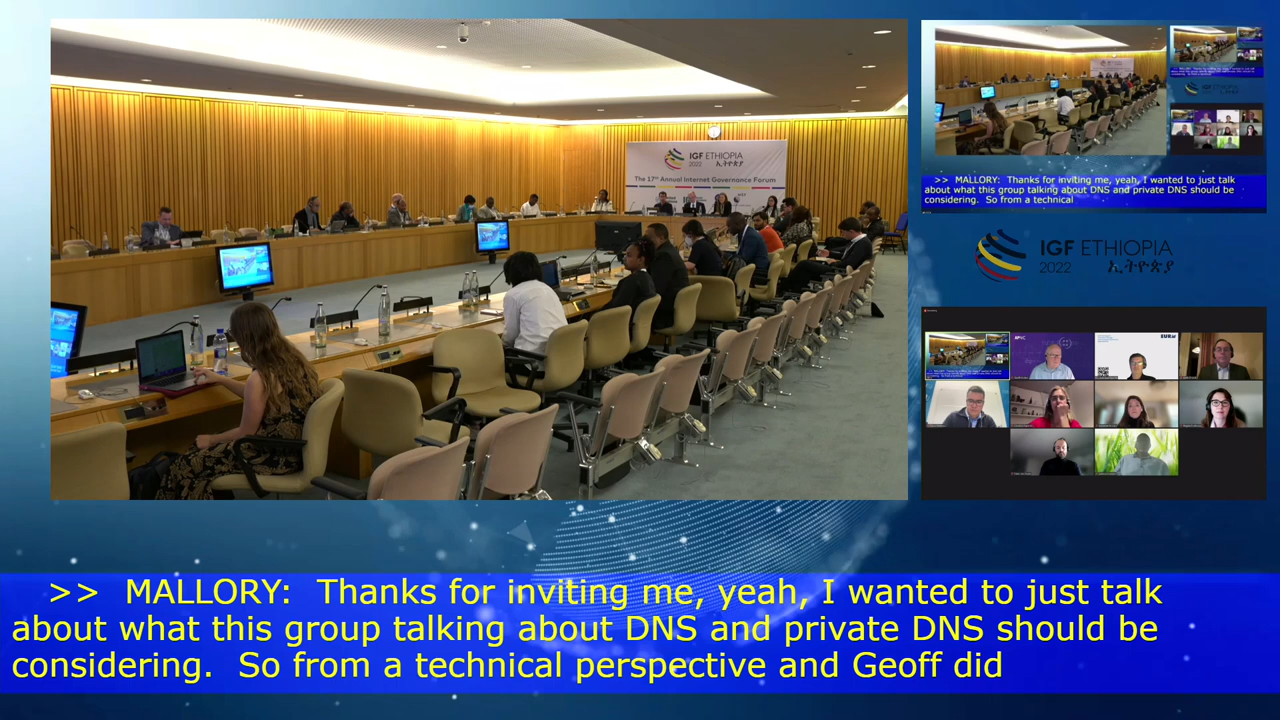 IGF ETHIOPIA
2022 ኢትዮጵያ
The 17th Annual Internet Governance Forum
>> MALLORY: Thanks for inviting me, yeah, I wanted to just talk
about what this group talking about DNS and private DNS should be
considering. So from a technical
IGF ETHIOPIA
2022 ኢትዮጵያ
>> MALLORY: Thanks for inviting me, yeah, I wanted to just talk
about what this group talking about DNS and private DNS should be
considering. So from a technical perspective and Geoff did